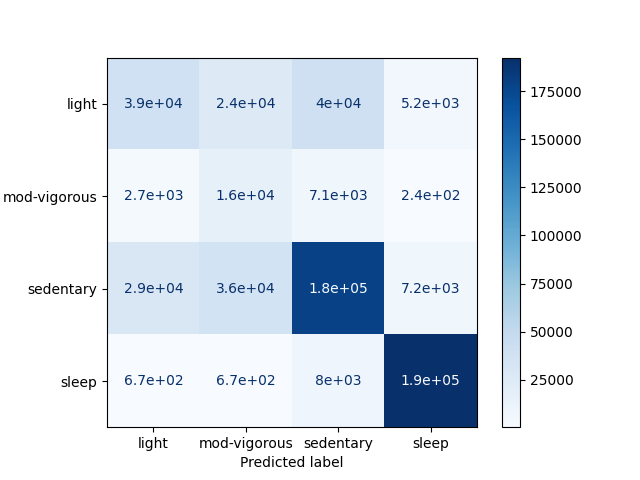 light 3.9e+04 2.4e+04 4e+04 5.2e+03
mod-vigorous 2.7e+03 1.6e+04 7.1e+03 2.4e+02
sedentary 2.9e+04 3.6e+04 1.8e+05 7.2e+03
sleep 6.7e+02 6.7e+02 8e+03 1.9e+05
light mod-vigorous sedentary sleep
Predicted label
175000
150000
125000
100000
75000
50000
25000